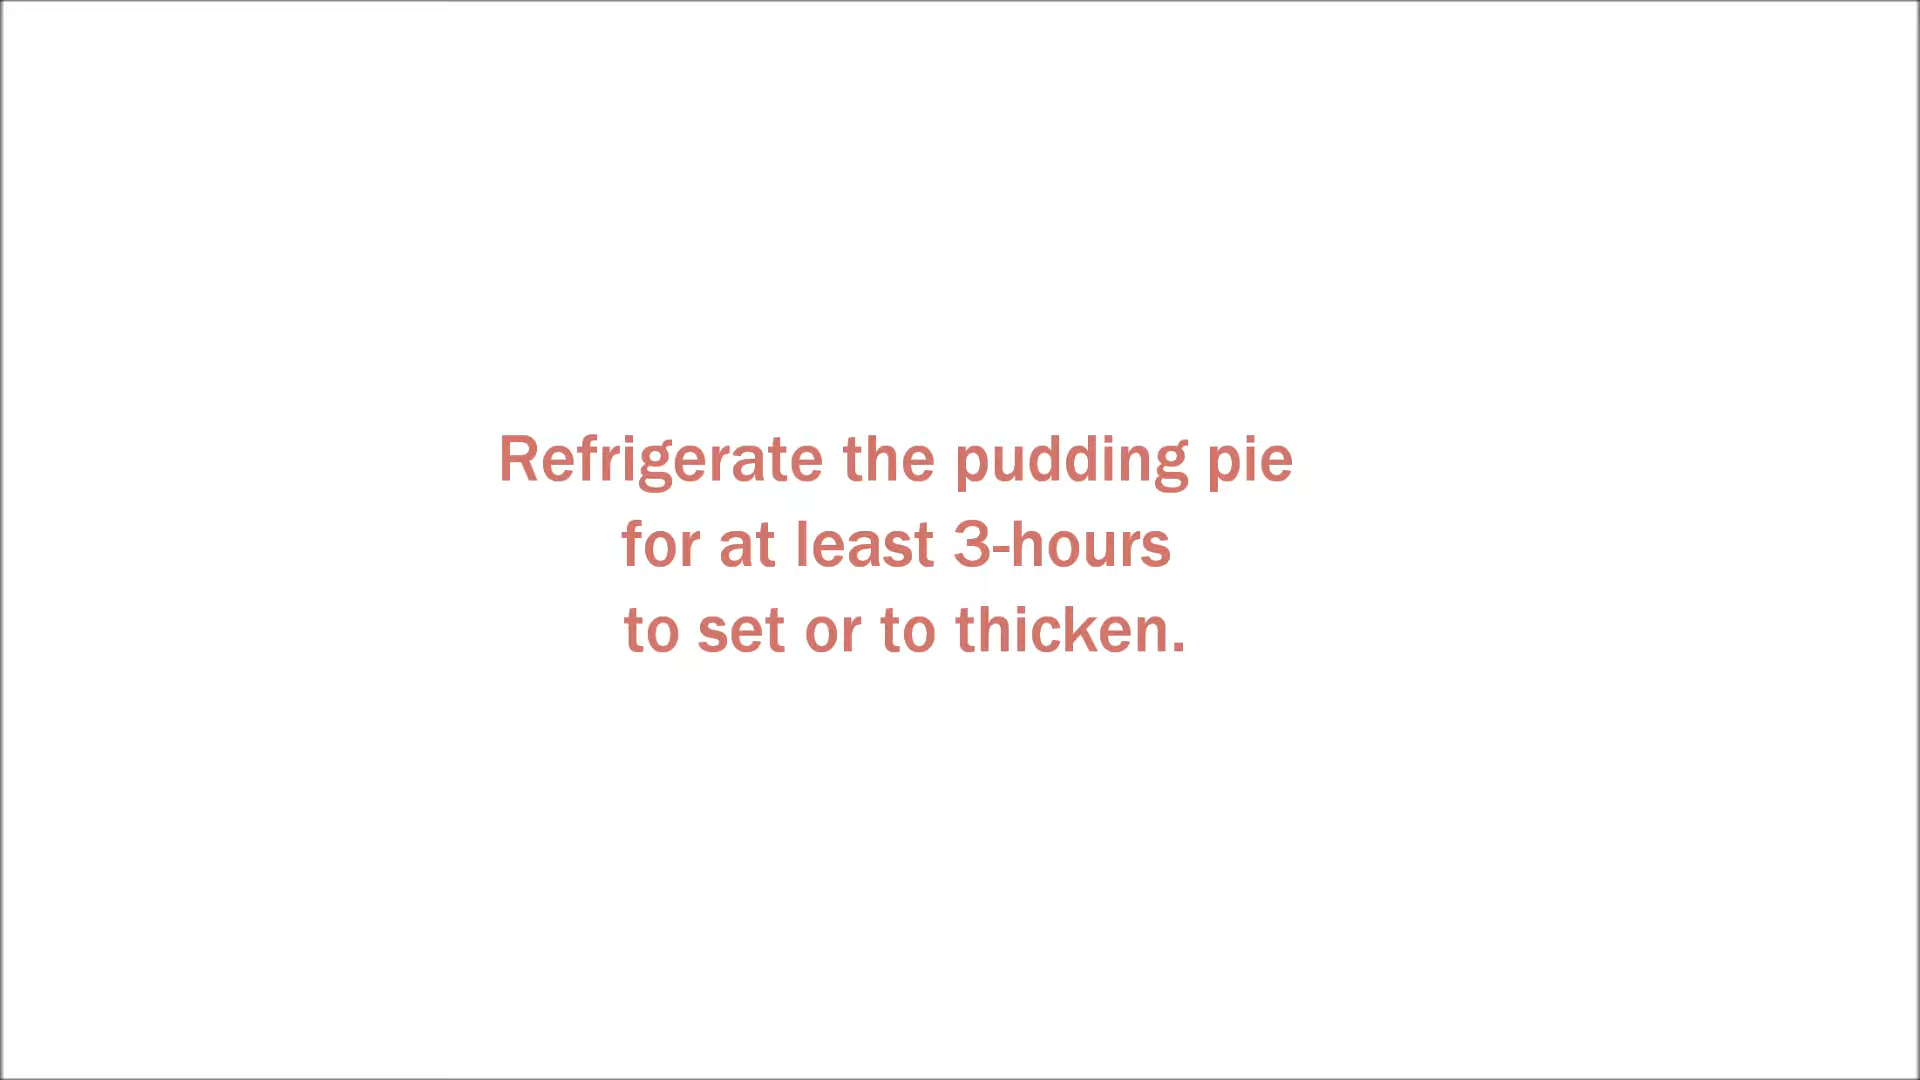 Refrigerate the pudding pie
for at least 3-hours
to set or to thicken.